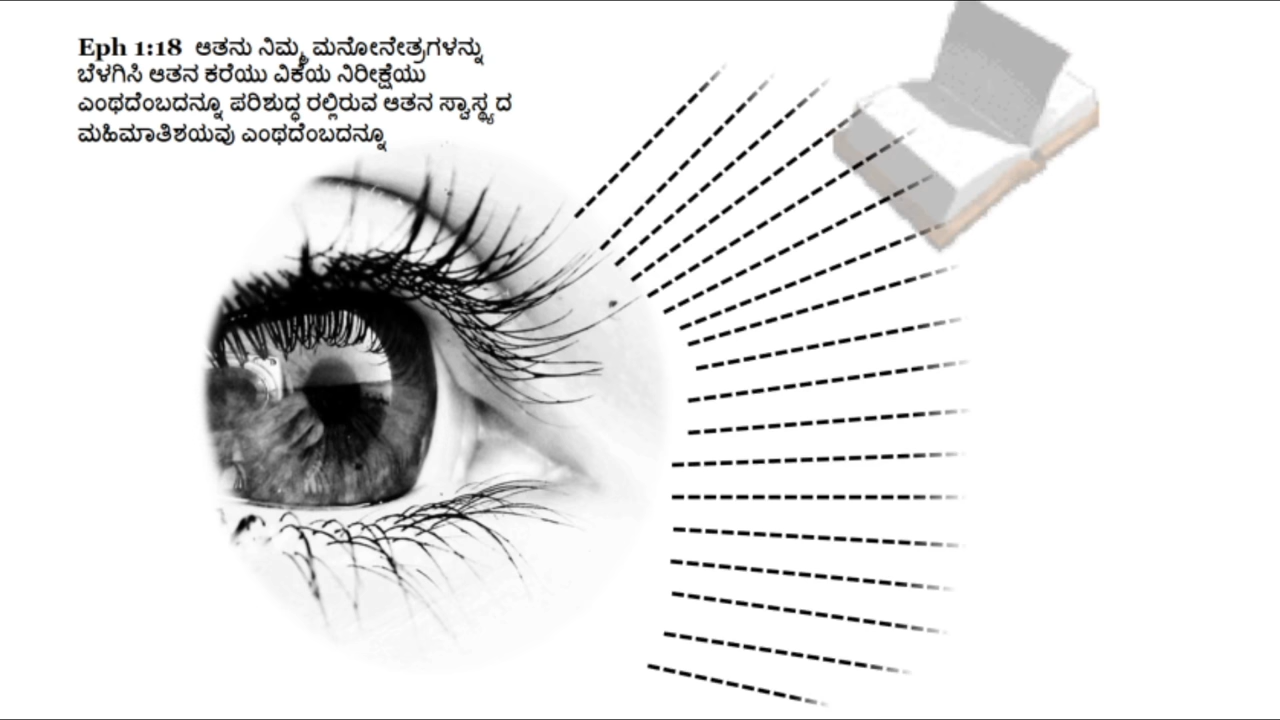 Eph 1:18 ಆತನು ನಿಮ್ಮ ಮನೋನೇತ್ರಗಳನ್ನು
ಬೆಳಗಿಸಿ ಆತನ ಕರೆಯು ವಿಕೆಯ ನಿರೀಕ್ಷೆಯು
ಎಂಥದೆಂಬದನ್ನೂ ಪರಿಶುದ್ಧ ರಲ್ಲಿರುವ ಆತನ ಸ್ವಾಸ್ಥ್ಯ ದ
ಮಹಿಮಾತಿಶಯವು ಎಂಥದೆಂಬದನ್ನೂ